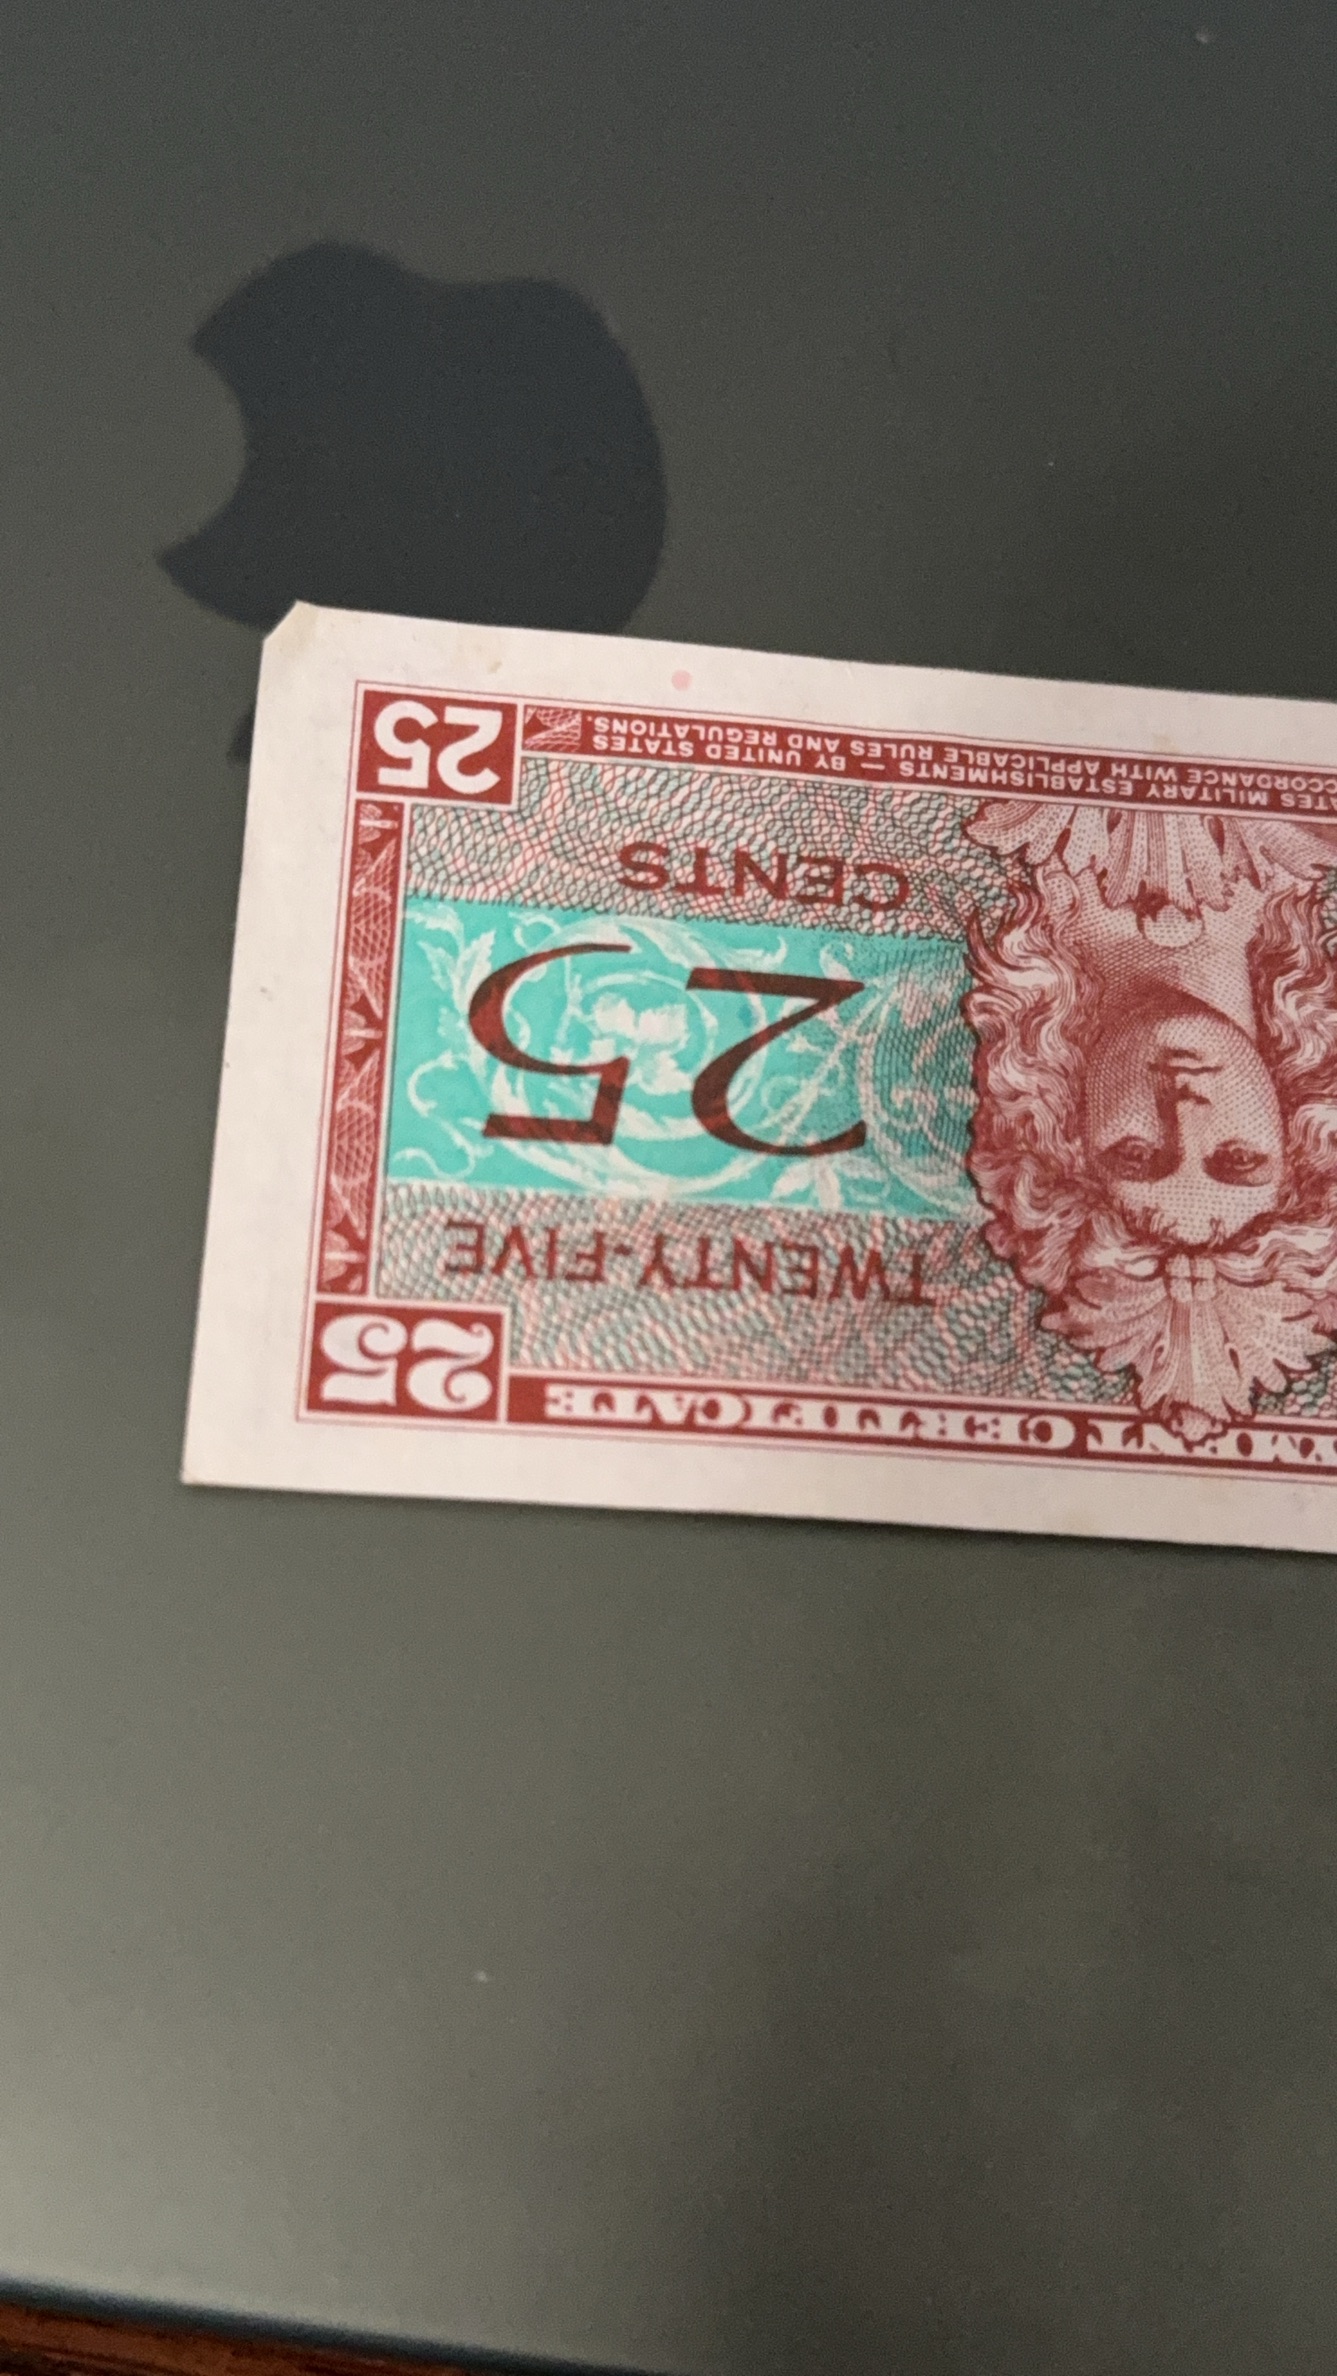 MENT CERTIFICATE
25
TWENTY-FIVE
25
CENTS
TES MILITARY ESTABLISHMENTS — BY UNITED STATES
CCORDANCE WITH APPLICABLE RULES AND REGULATIONS.
25